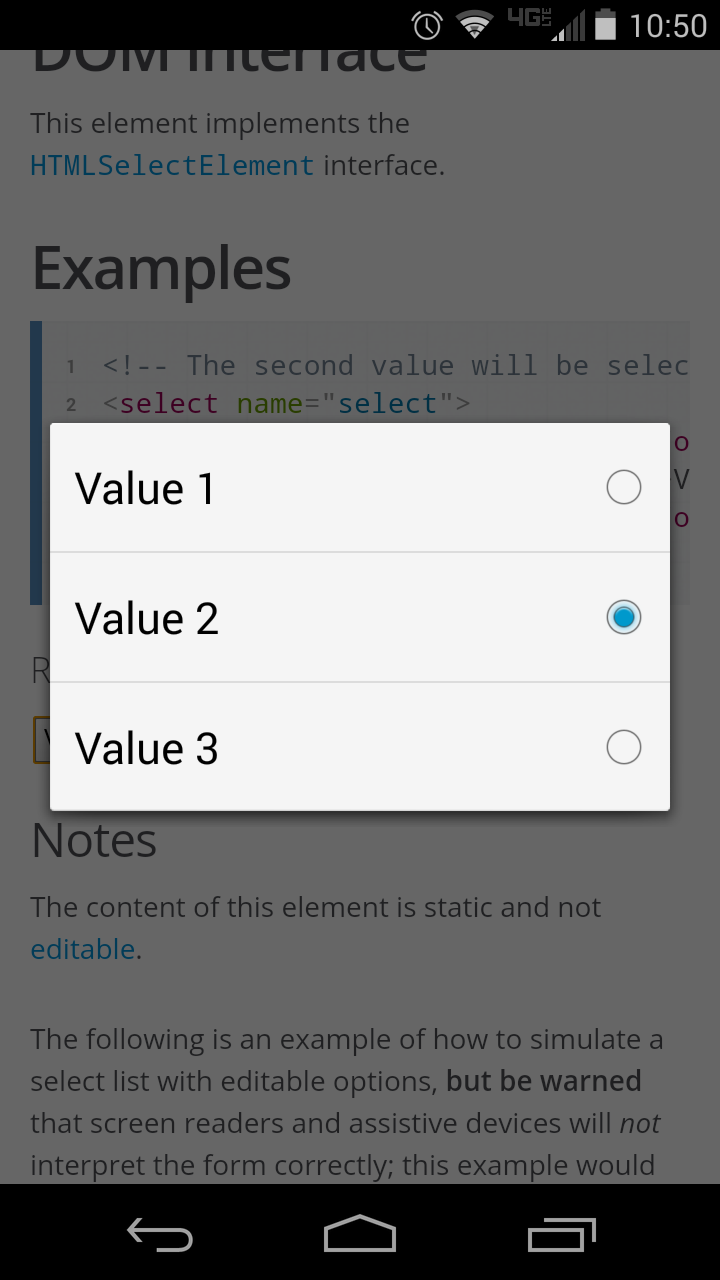 4G LTE 10:50
DOM Interface
This element implements the
HTMLSelectElement interface.
Examples
1 <!-- The second value will be selec
2 <select name="select">
o
Value 1
V
o
Value 2
R
Value 3
Notes
The content of this element is static and not
editable.
The following is an example of how to simulate a
select list with editable options, but be warned
that screen readers and assistive devices will not
interpret the form correctly; this example would